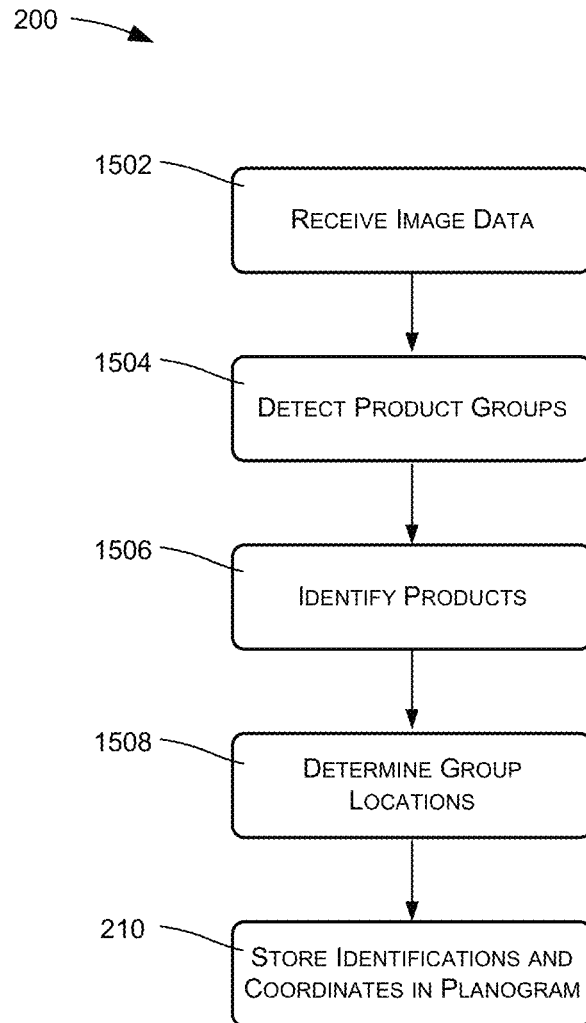 200
1502
RECEIVE IMAGE DATA
1504
DETECT PRODUCT GROUPS
1506
IDENTIFY PRODUCTS
1508
DETERMINE GROUP
LOCATIONS
210
STORE IDENTIFICATIONS AND
COORDINATES IN PLANOGRAM